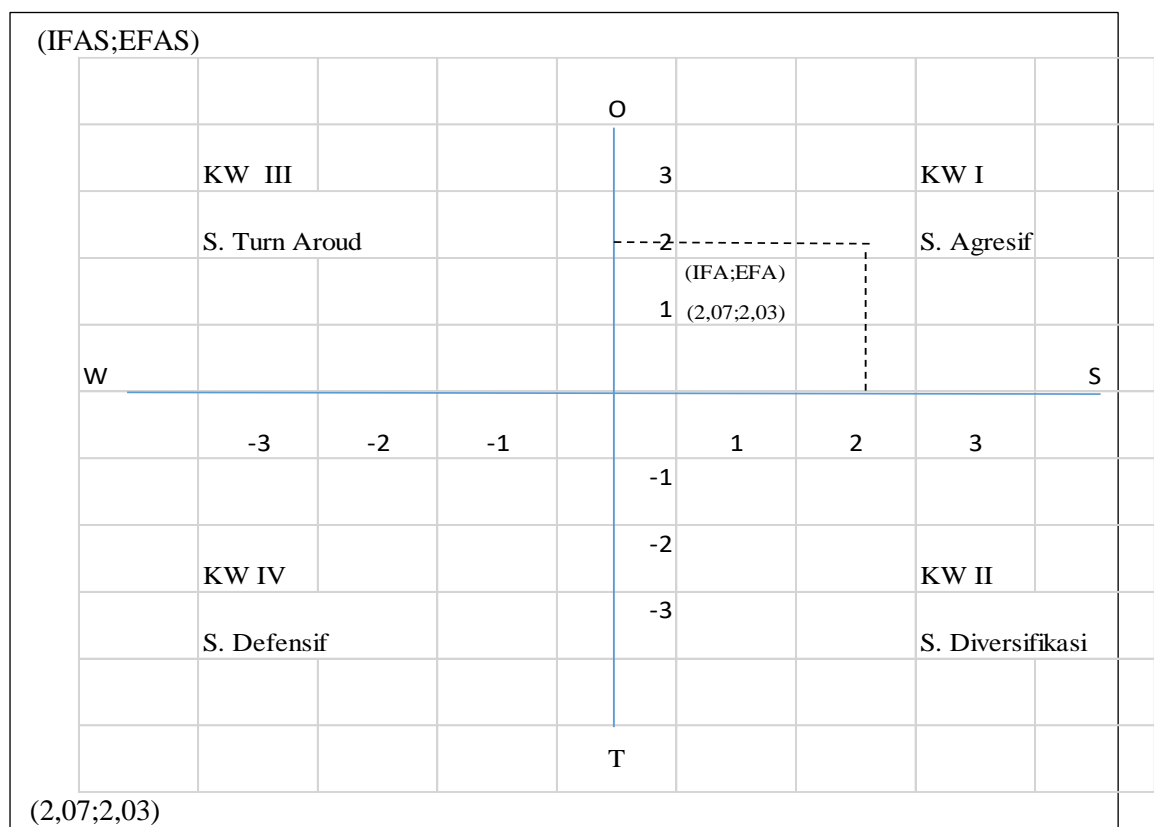 (IFAS;EFAS)
O
KW III 3 KW I
S. Turn Aroud 2 S. Agresif
(IFA;EFA)
1 (2,07;2,03)
W S
-3 -2 -1 1 2 3
-1
-2
KW IV KW II
-3
S. Defensif S. Diversifikasi
T
(2,07;2,03)